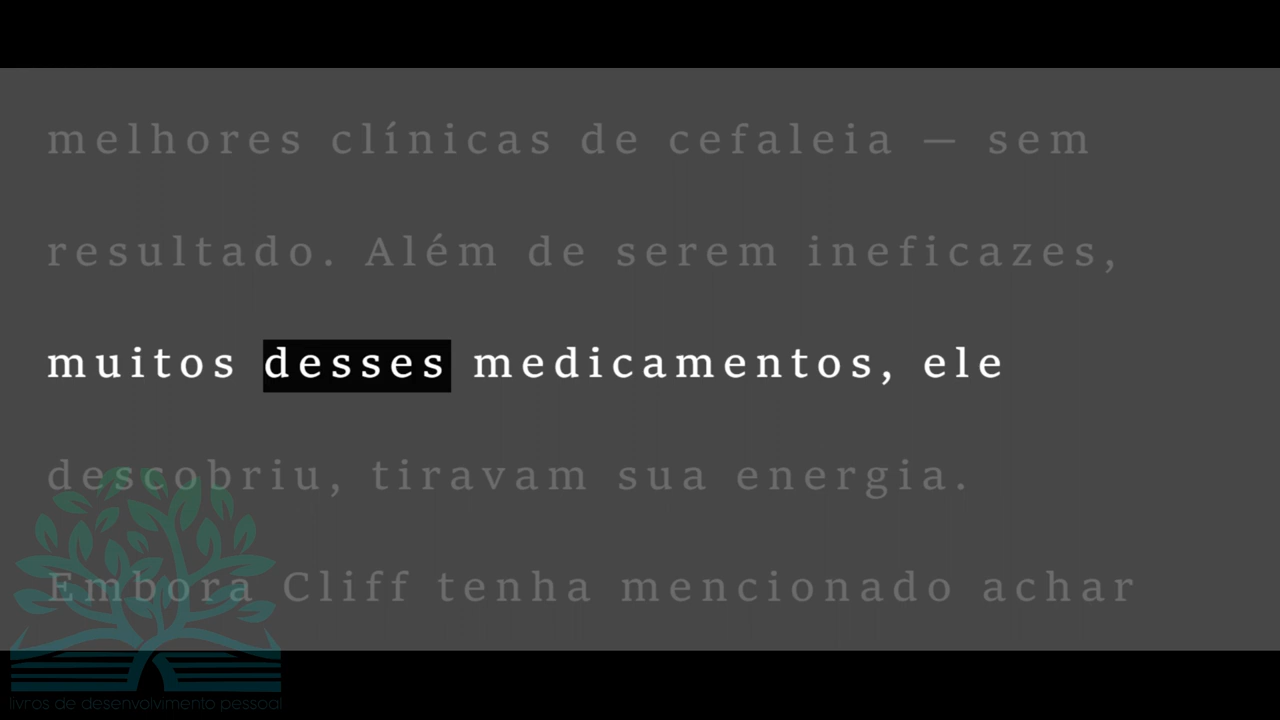 melhores clínicas de cefaleia — sem
resultado. Além de serem ineficazes,
muitos desses medicamentos, ele
descobriu, tiravam sua energia.
Embora Cliff tenha mencionado achar
livros de desenvolvimento pessoal